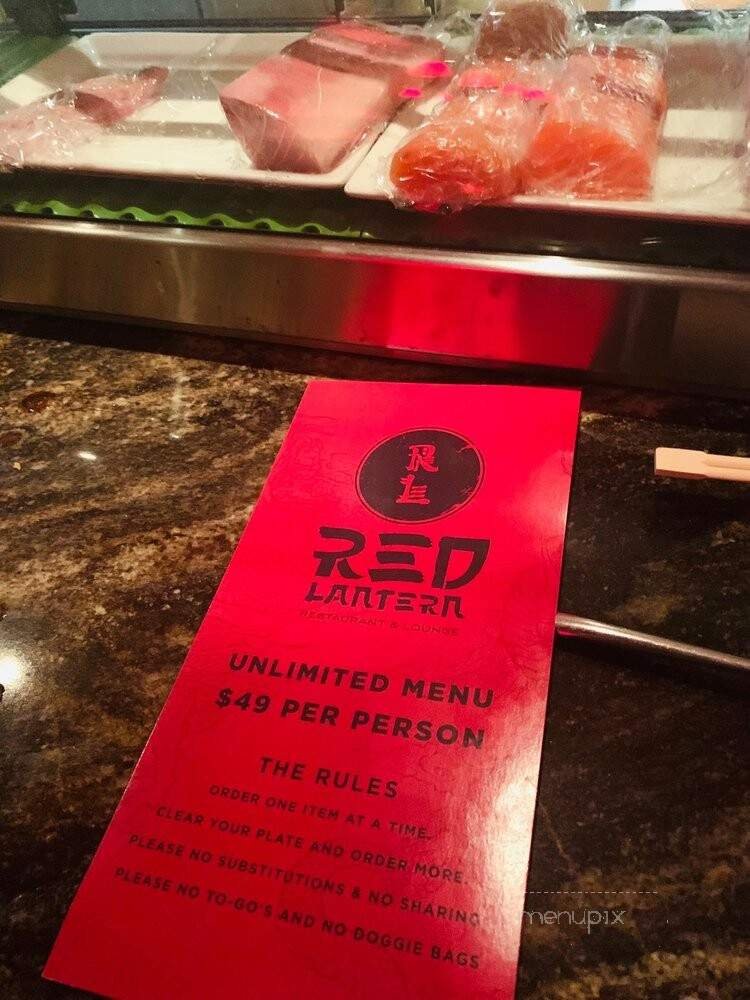 RL
RED
LANTERN
RESTAURANT & LOUNGE
UNLIMITED MENU
$49 PER PERSON
THE RULES
ORDER ONE ITEM AT A TIME.
CLEAR YOUR PLATE AND ORDER MORE.
PLEASE NO SUBSTITUTIONS & NO SHARING
PLEASE NO TO-GO'S AND NO DOGGIE BAGS
menupix